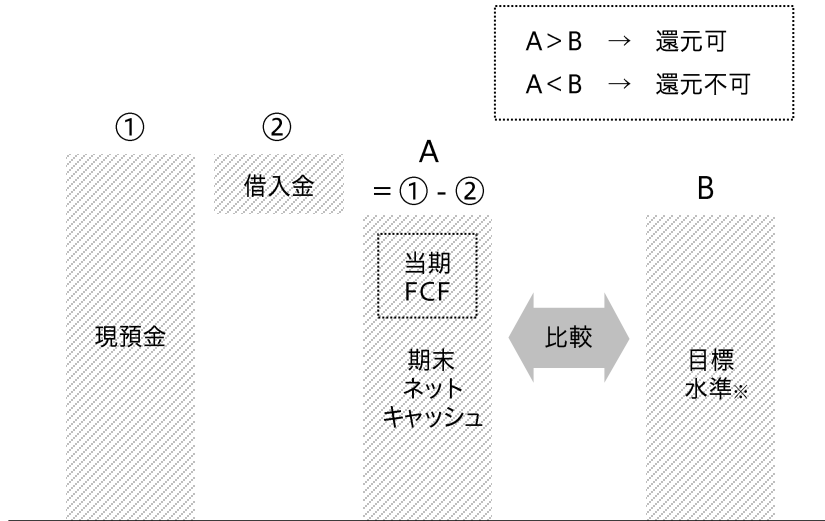 A＞B → 還元可
A＜B → 還元不可
①
②
A
＝①-②
B
借入金
当期
FCF
現預金
期末
ネット
キャッシュ
比較
目標
水準※